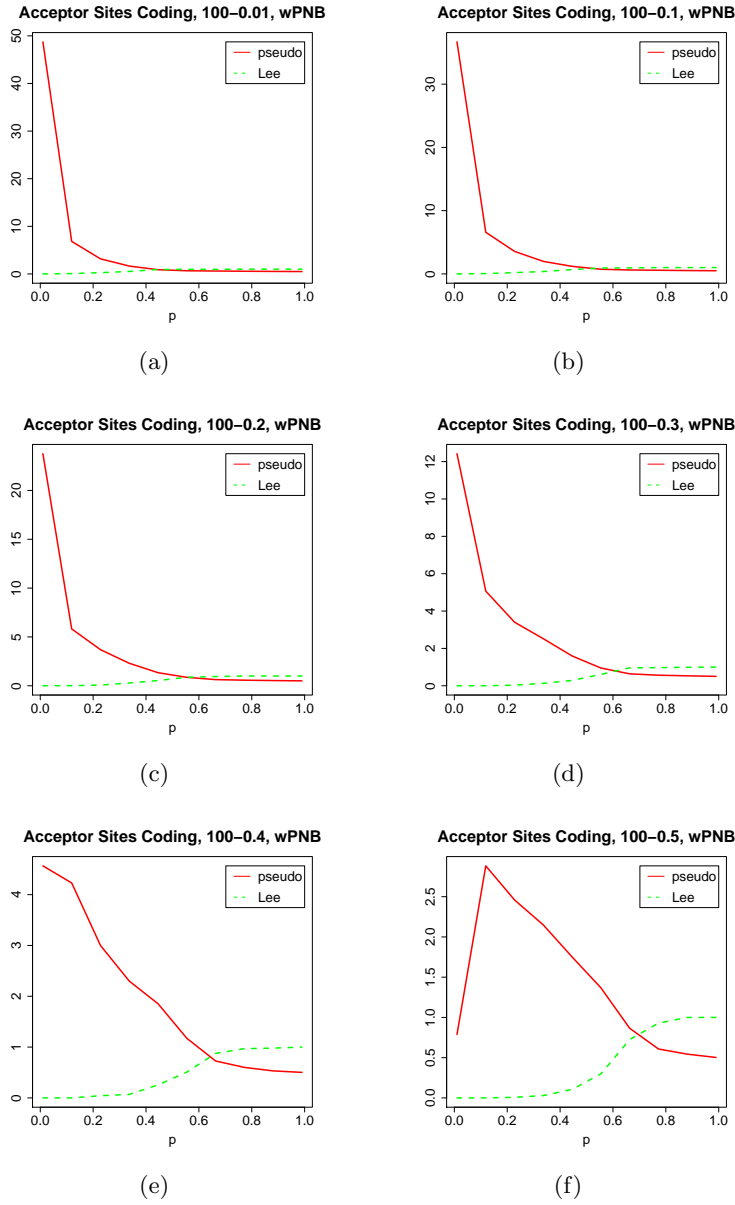 Acceptor Sites Coding, 100−0.01, wPNB
pseudo
Lee
0 10 20 30 40 50
0.0 0.2 0.4 0.6 0.8 1.0
p
(a)
Acceptor Sites Coding, 100−0.1, wPNB
pseudo
Lee
0 10 20 30
0.0 0.2 0.4 0.6 0.8 1.0
p
(b)
Acceptor Sites Coding, 100−0.2, wPNB
pseudo
Lee
0 5 10 15 20
0.0 0.2 0.4 0.6 0.8 1.0
p
(c)
Acceptor Sites Coding, 100−0.3, wPNB
pseudo
Lee
0 2 4 6 8 10 12
0.0 0.2 0.4 0.6 0.8 1.0
p
(d)
Acceptor Sites Coding, 100−0.4, wPNB
pseudo
Lee
0 1 2 3 4
0.0 0.2 0.4 0.6 0.8 1.0
p
(e)
Acceptor Sites Coding, 100−0.5, wPNB
pseudo
Lee
0.0 0.5 1.0 1.5 2.0 2.5
0.0 0.2 0.4 0.6 0.8 1.0
p
(f)